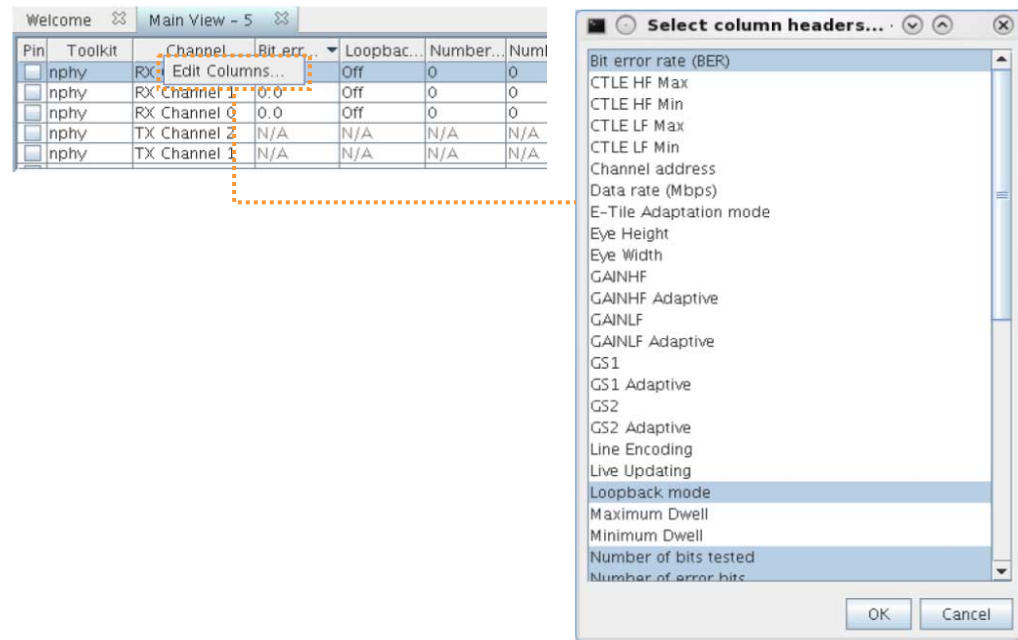 Welcome Main View - 5
Pin Toolkit Channel Bit err... Loopbac... Number... Num
nphy RX Edit Columns... Off 0 0
nphy RX Channel 1 0.0 Off 0 0
nphy RX Channel 0 0.0 Off 0 0
nphy TX Channel 2 N/A N/A N/A N/A
nphy TX Channel 1 N/A N/A N/A N/A
Select column headers... ·
Bit error rate (BER)
CTLE HF Max
CTLE HF Min
CTLE LF Max
CTLE LF Min
Channel address
Data rate (Mbps)
E-Tile Adaptation mode
Eye Height
Eye Width
GAINHF
GAINHF Adaptive
GAINLF
GAINLF Adaptive
GS1
GS1 Adaptive
GS2
GS2 Adaptive
Line Encoding
Live Updating
Loopback mode
Maximum Dwell
Minimum Dwell
Number of bits tested
Number of error bits
OK Cancel